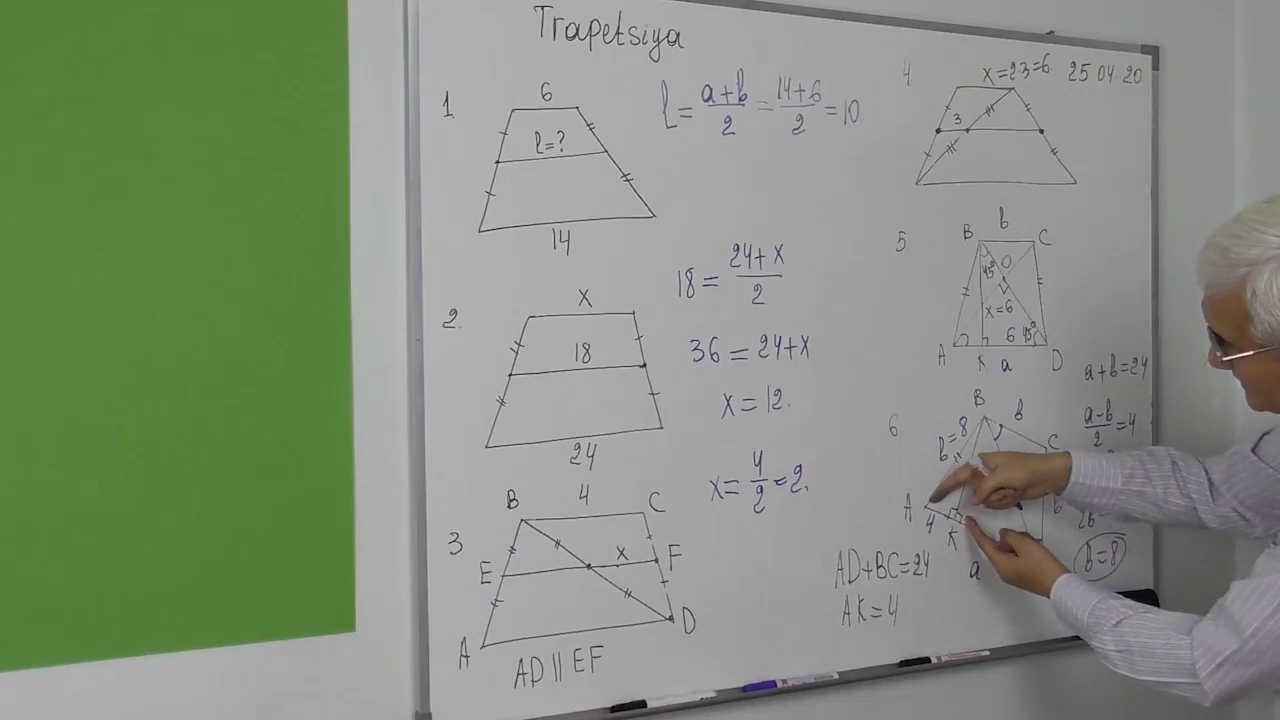 Trapetsiya
25 04 20
1
6
l=?
14
l = a+b/2 = 14+6/2 = 10
2
x
18
24
18 = 24+x/2
36 = 24+x
x = 12.
3
B 4 C
E x F
A D
AD || EF
x = 4/2 = 2.
4
x=2·3=6
3
5
b
B C
45° O
x=6
6 45°
A K a D
6
B b
b=8 C
A
4
K
a
AD+BC=24
AK=4
a+b=24
a-b/2=4
2b
b=8